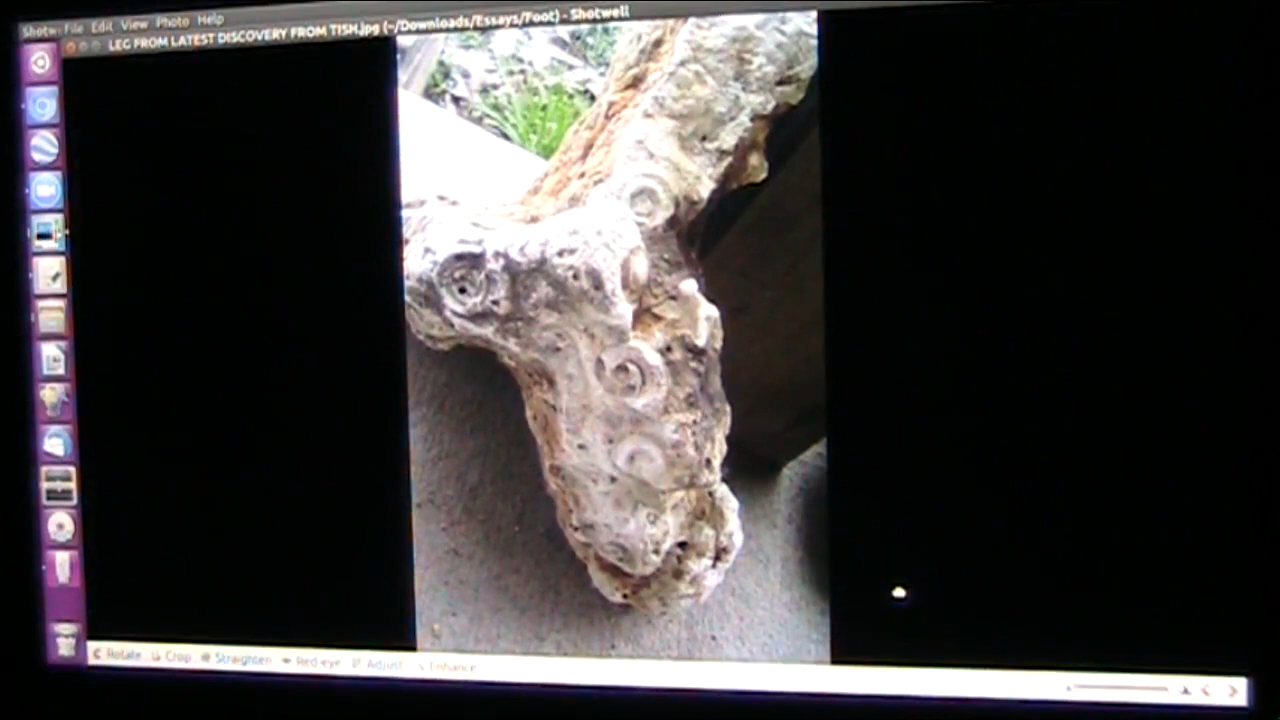 Shotw File Edit View Photo Help
LEG FROM LATEST DISCOVERY FROM TISH.jpg (~/Downloads/Essays/Foot) - Shotwell
Rotate Crop Straighten Red-eye Adjust Enhance